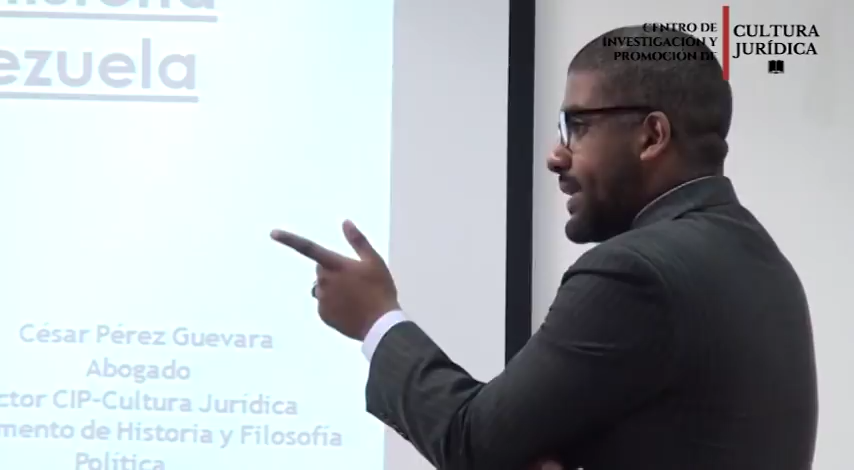 ezuela
César Pérez Guevara
Abogado
ctor CIP-Cultura Jurídica
mento de Historia y Filosofía
Política
CENTRO DE
INVESTIGACIÓN Y
PROMOCIÓN DE
CULTURA
JURÍDICA